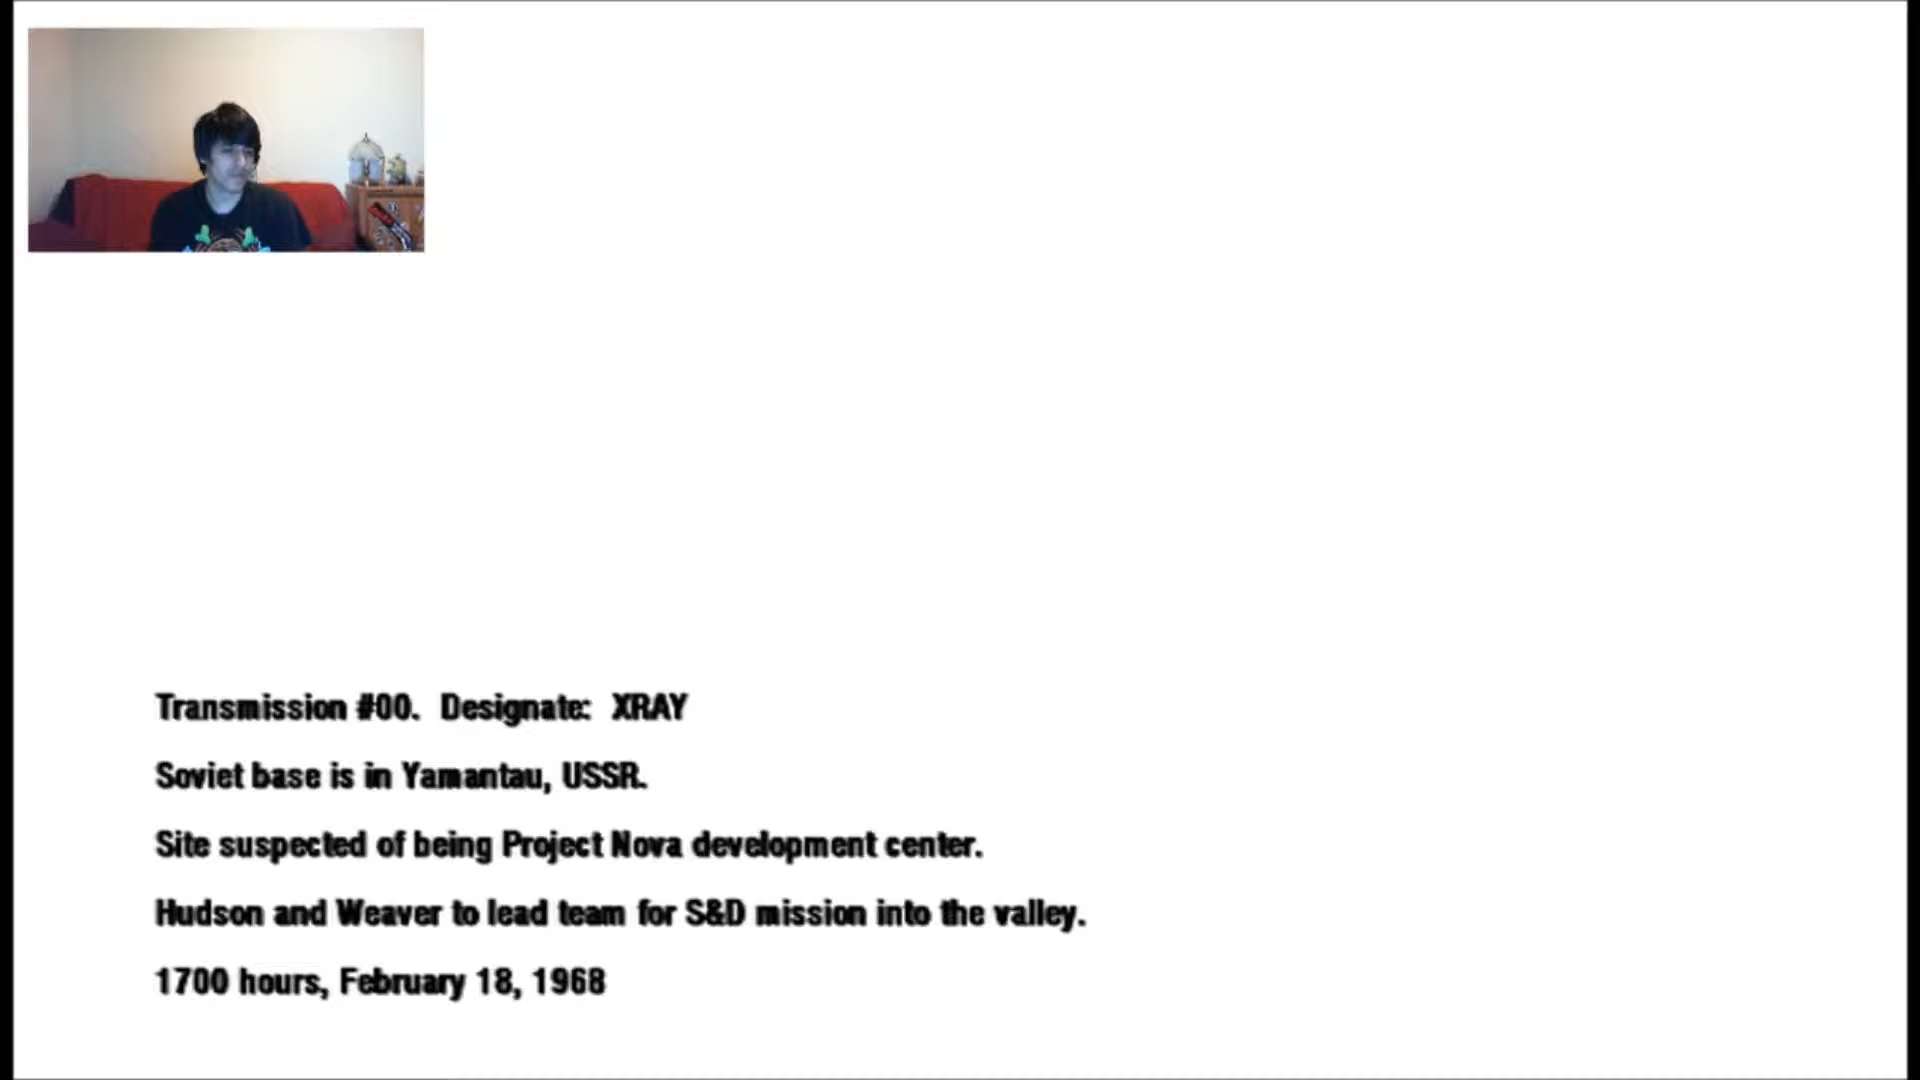 Transmission #00.  Designate:  XRAY
Soviet base is in Yamantau, USSR.
Site suspected of being Project Nova development center.
Hudson and Weaver to lead team for S&D mission into the valley.
1700 hours, February 18, 1968